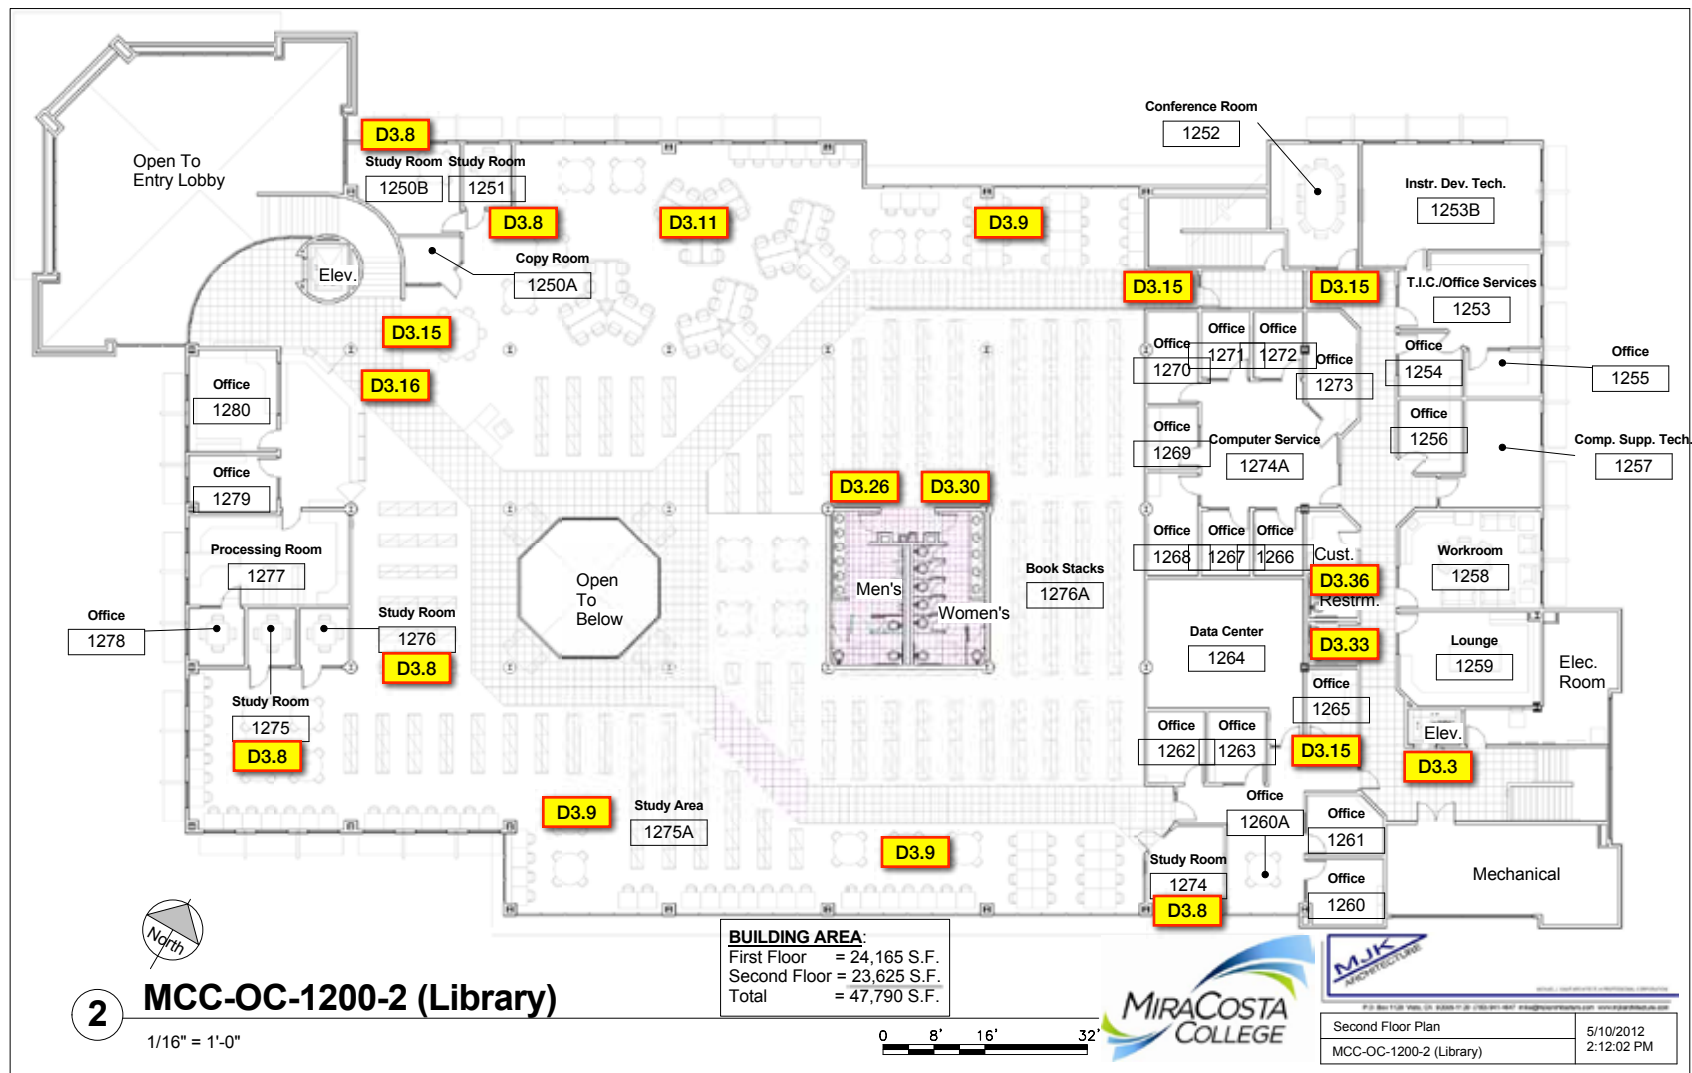 Conference Room
1252
D3.8
Open To
Entry Lobby
Study Room
1250B
Study Room
1251
Instr. Dev. Tech.
1253B
D3.8
D3.11
D3.9
Copy Room
1250A
Elev.
D3.15
D3.15
T.I.C./Office Services
1253
D3.15
Office
1270
Office
1271
Office
1272
Office
1273
Office
1254
Office
1255
D3.16
Office
1280
Office
1269
Computer Service
1274A
Office
1256
Comp. Supp. Tech.
1257
Office
1279
D3.26
D3.30
Processing Room
1277
Office
1268
Office
1267
Office
1266
Cust.
D3.36
Restrm.
Workroom
1258
Open
To
Below
Men's
Women's
Book Stacks
1276A
Office
1278
Study Room
1276
D3.8
Data Center
1264
D3.33
Lounge
1259
Elec.
Room
Study Room
1275
D3.8
Office
1265
Office
1262
Office
1263
D3.15
Elev.
D3.3
D3.9
Study Area
1275A
Office
1260A
Office
1261
D3.9
Study Room
1274
D3.8
Office
1260
Mechanical
North
BUILDING AREA:
First Floor = 24,165 S.F.
Second Floor = 23,625 S.F.
Total = 47,790 S.F.
2
MCC-OC-1200-2 (Library)
1/16" = 1'-0"
0 8' 16' 32'
MIRACOSTA
COLLEGE
MJK
ARCHITECTURE
Second Floor Plan
MCC-OC-1200-2 (Library)
5/10/2012
2:12:02 PM